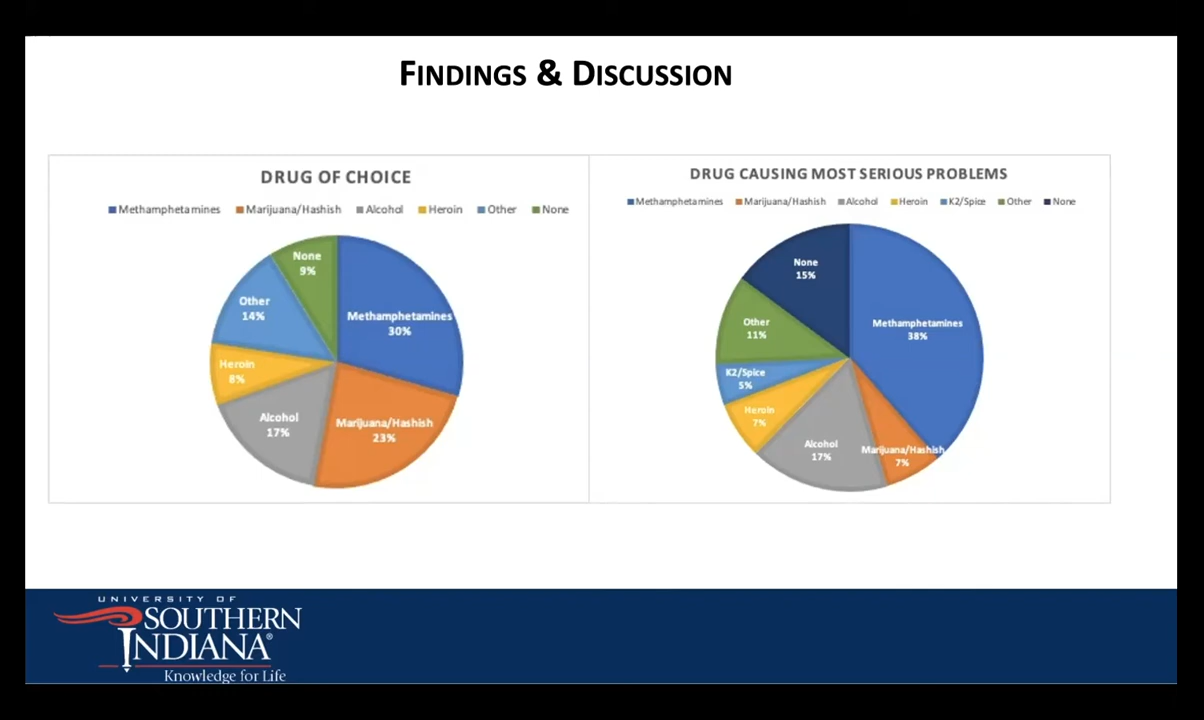 FINDINGS & DISCUSSION
DRUG OF CHOICE
Methamphetamines Marijuana/Hashish Alcohol Heroin Other None
None
9%
Other
14%
Methamphetamines
30%
Heroin
8%
Alcohol
17%
Marijuana/Hashish
23%
DRUG CAUSING MOST SERIOUS PROBLEMS
Methamphetamines Marijuana/Hashish Alcohol Heroin K2/Spice Other None
None
15%
Other
11%
Methamphetamines
38%
K2/Spice
5%
Heroin
7%
Alcohol
17%
Marijuana/Hashish
7%
UNIVERSITY OF
SOUTHERN
INDIANA®
Knowledge for Life